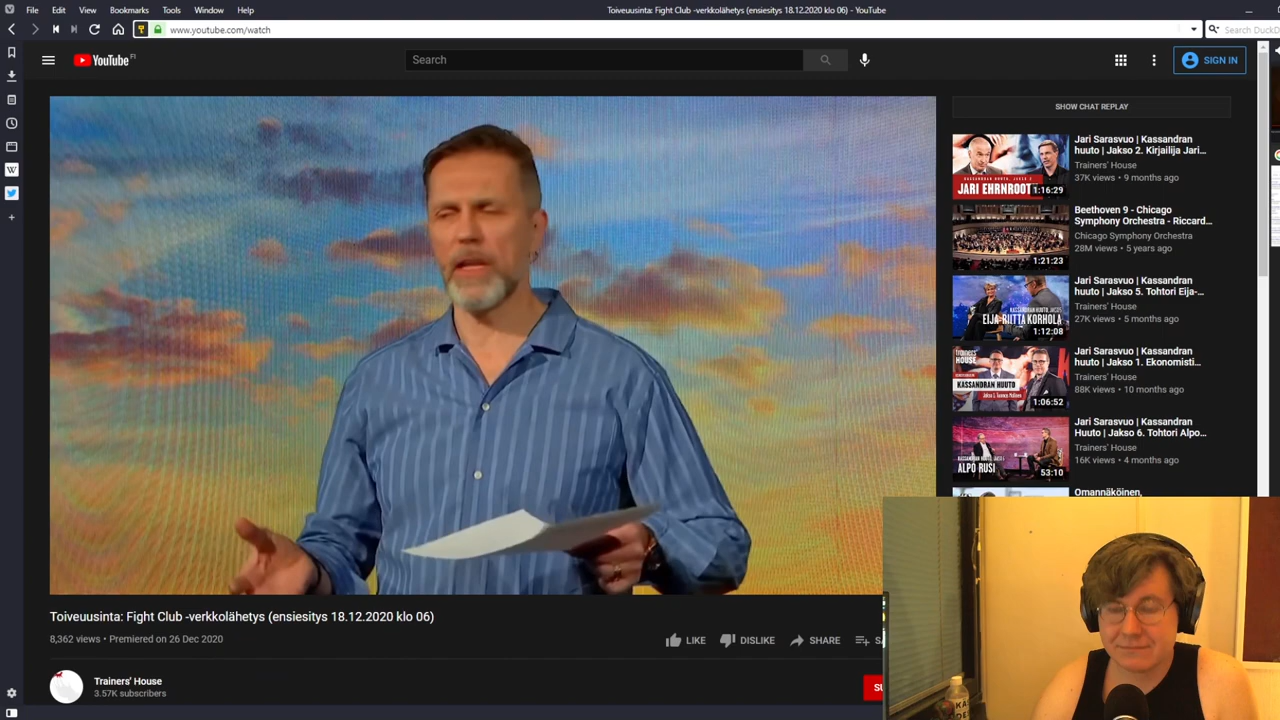 File Edit View Bookmarks Tools Window Help
Toiveuusinta: Fight Club -verkkolähetys (ensiesitys 18.12.2020 klo 06) - YouTube
www.youtube.com/watch
Search DuckD
YouTube FI
Search
SIGN IN
SHOW CHAT REPLAY
JARI EHRNROOT
1:16:29
Jari Sarasvuo | Kassandran
huuto | Jakso 2. Kirjailija Jari...
Trainers' House
37K views • 9 months ago
1:21:23
Beethoven 9 - Chicago
Symphony Orchestra - Riccard...
Chicago Symphony Orchestra
28M views • 5 years ago
EIJA-RIITTA KORHOLA
1:12:08
Jari Sarasvuo | Kassandran
huuto | Jakso 5. Tohtori Eija-...
Trainers' House
27K views • 5 months ago
trainers' HOUSE
KASSANDRAN HUUTO
1:06:52
Jari Sarasvuo | Kassandran
huuto | Jakso 1. Ekonomisti...
Trainers' House
88K views • 10 months ago
ALPO RUSI
53:10
Jari Sarasvuo | Kassandran
Huuto | Jakso 6. Tohtori Alpo...
Trainers' House
16K views • 4 months ago
Omannäköinen,
Toiveuusinta: Fight Club -verkkolähetys (ensiesitys 18.12.2020 klo 06)
8,362 views • Premiered on 26 Dec 2020
LIKE DISLIKE SHARE SA
Trainers' House
3.57K subscribers
SU